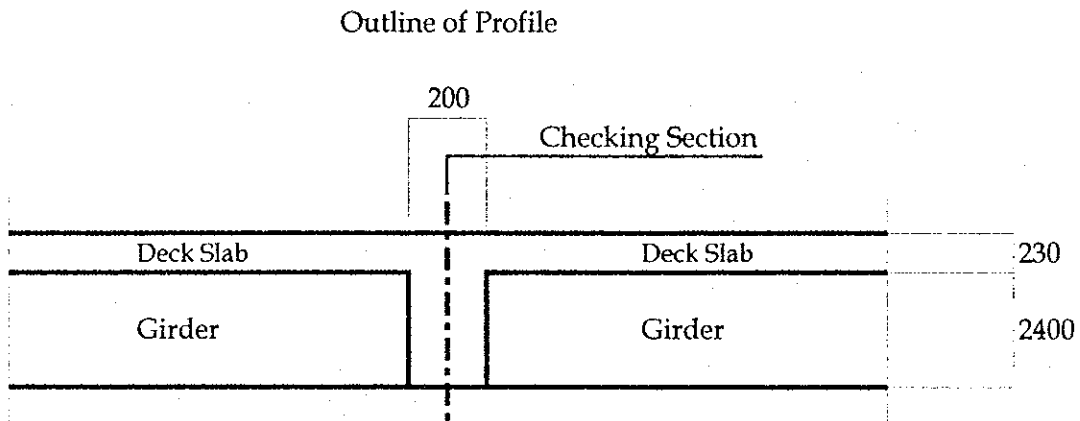 Outline of Profile
200
Checking Section
Deck Slab Deck Slab 230
Girder Girder 2400